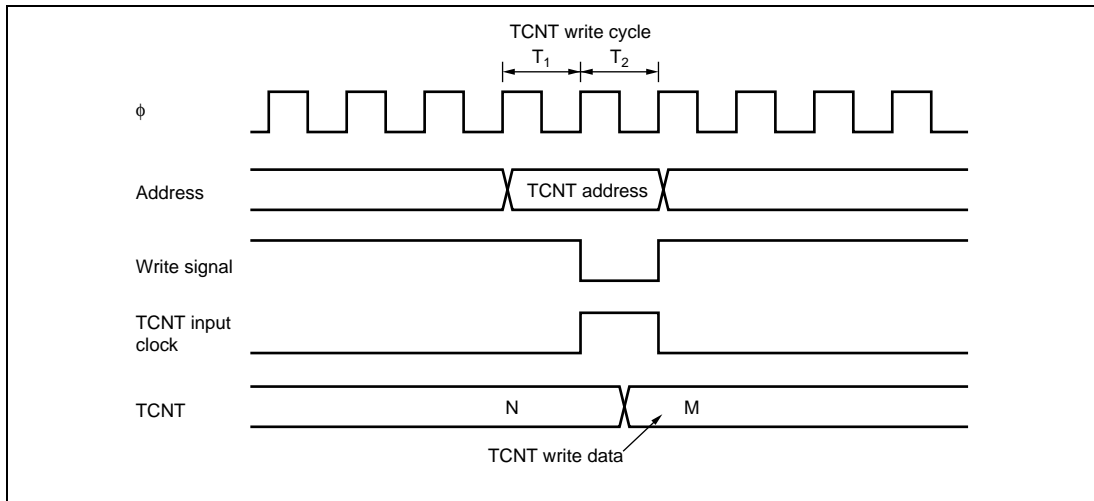 TCNT write cycle
T1 T2
ϕ
Address
TCNT address
Write signal
TCNT input
clock
TCNT
N
M
TCNT write data